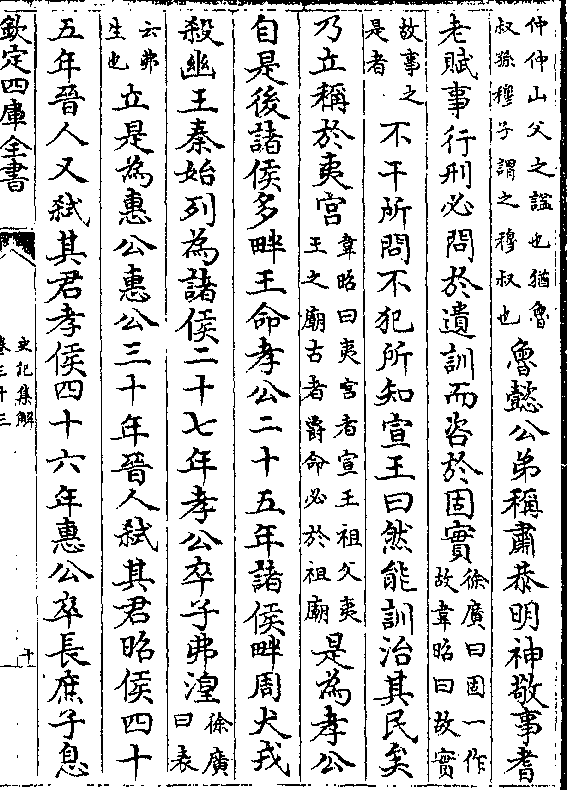 仲仲山父之諡也猶魯
叔孫穆子謂之穆叔也
魯懿公弟稱肅恭明神敬事耆
老賦事行刑必問於遺訓而咨於固實
徐廣曰固一作
故韋昭曰故實
故事之
是者
不干所問不犯所知宣王曰然能訓治其民矣
乃立稱於夷宫
韋昭曰夷宫者宣王祖父夷
王之廟古者爵命必於祖廟
是為孝公
自是後諸侯多畔王命孝公二十五年諸侯畔周犬戎
殺幽王秦始列為諸侯二十七年孝公卒子弗湟
徐廣
曰表
云弗
生也
立是為惠公惠公三十年晉人弑其君昭侯四十
五年晉人又弑其君孝侯四十六年惠公卒長庶子息
欽定四庫全書
史記集解
卷三十三